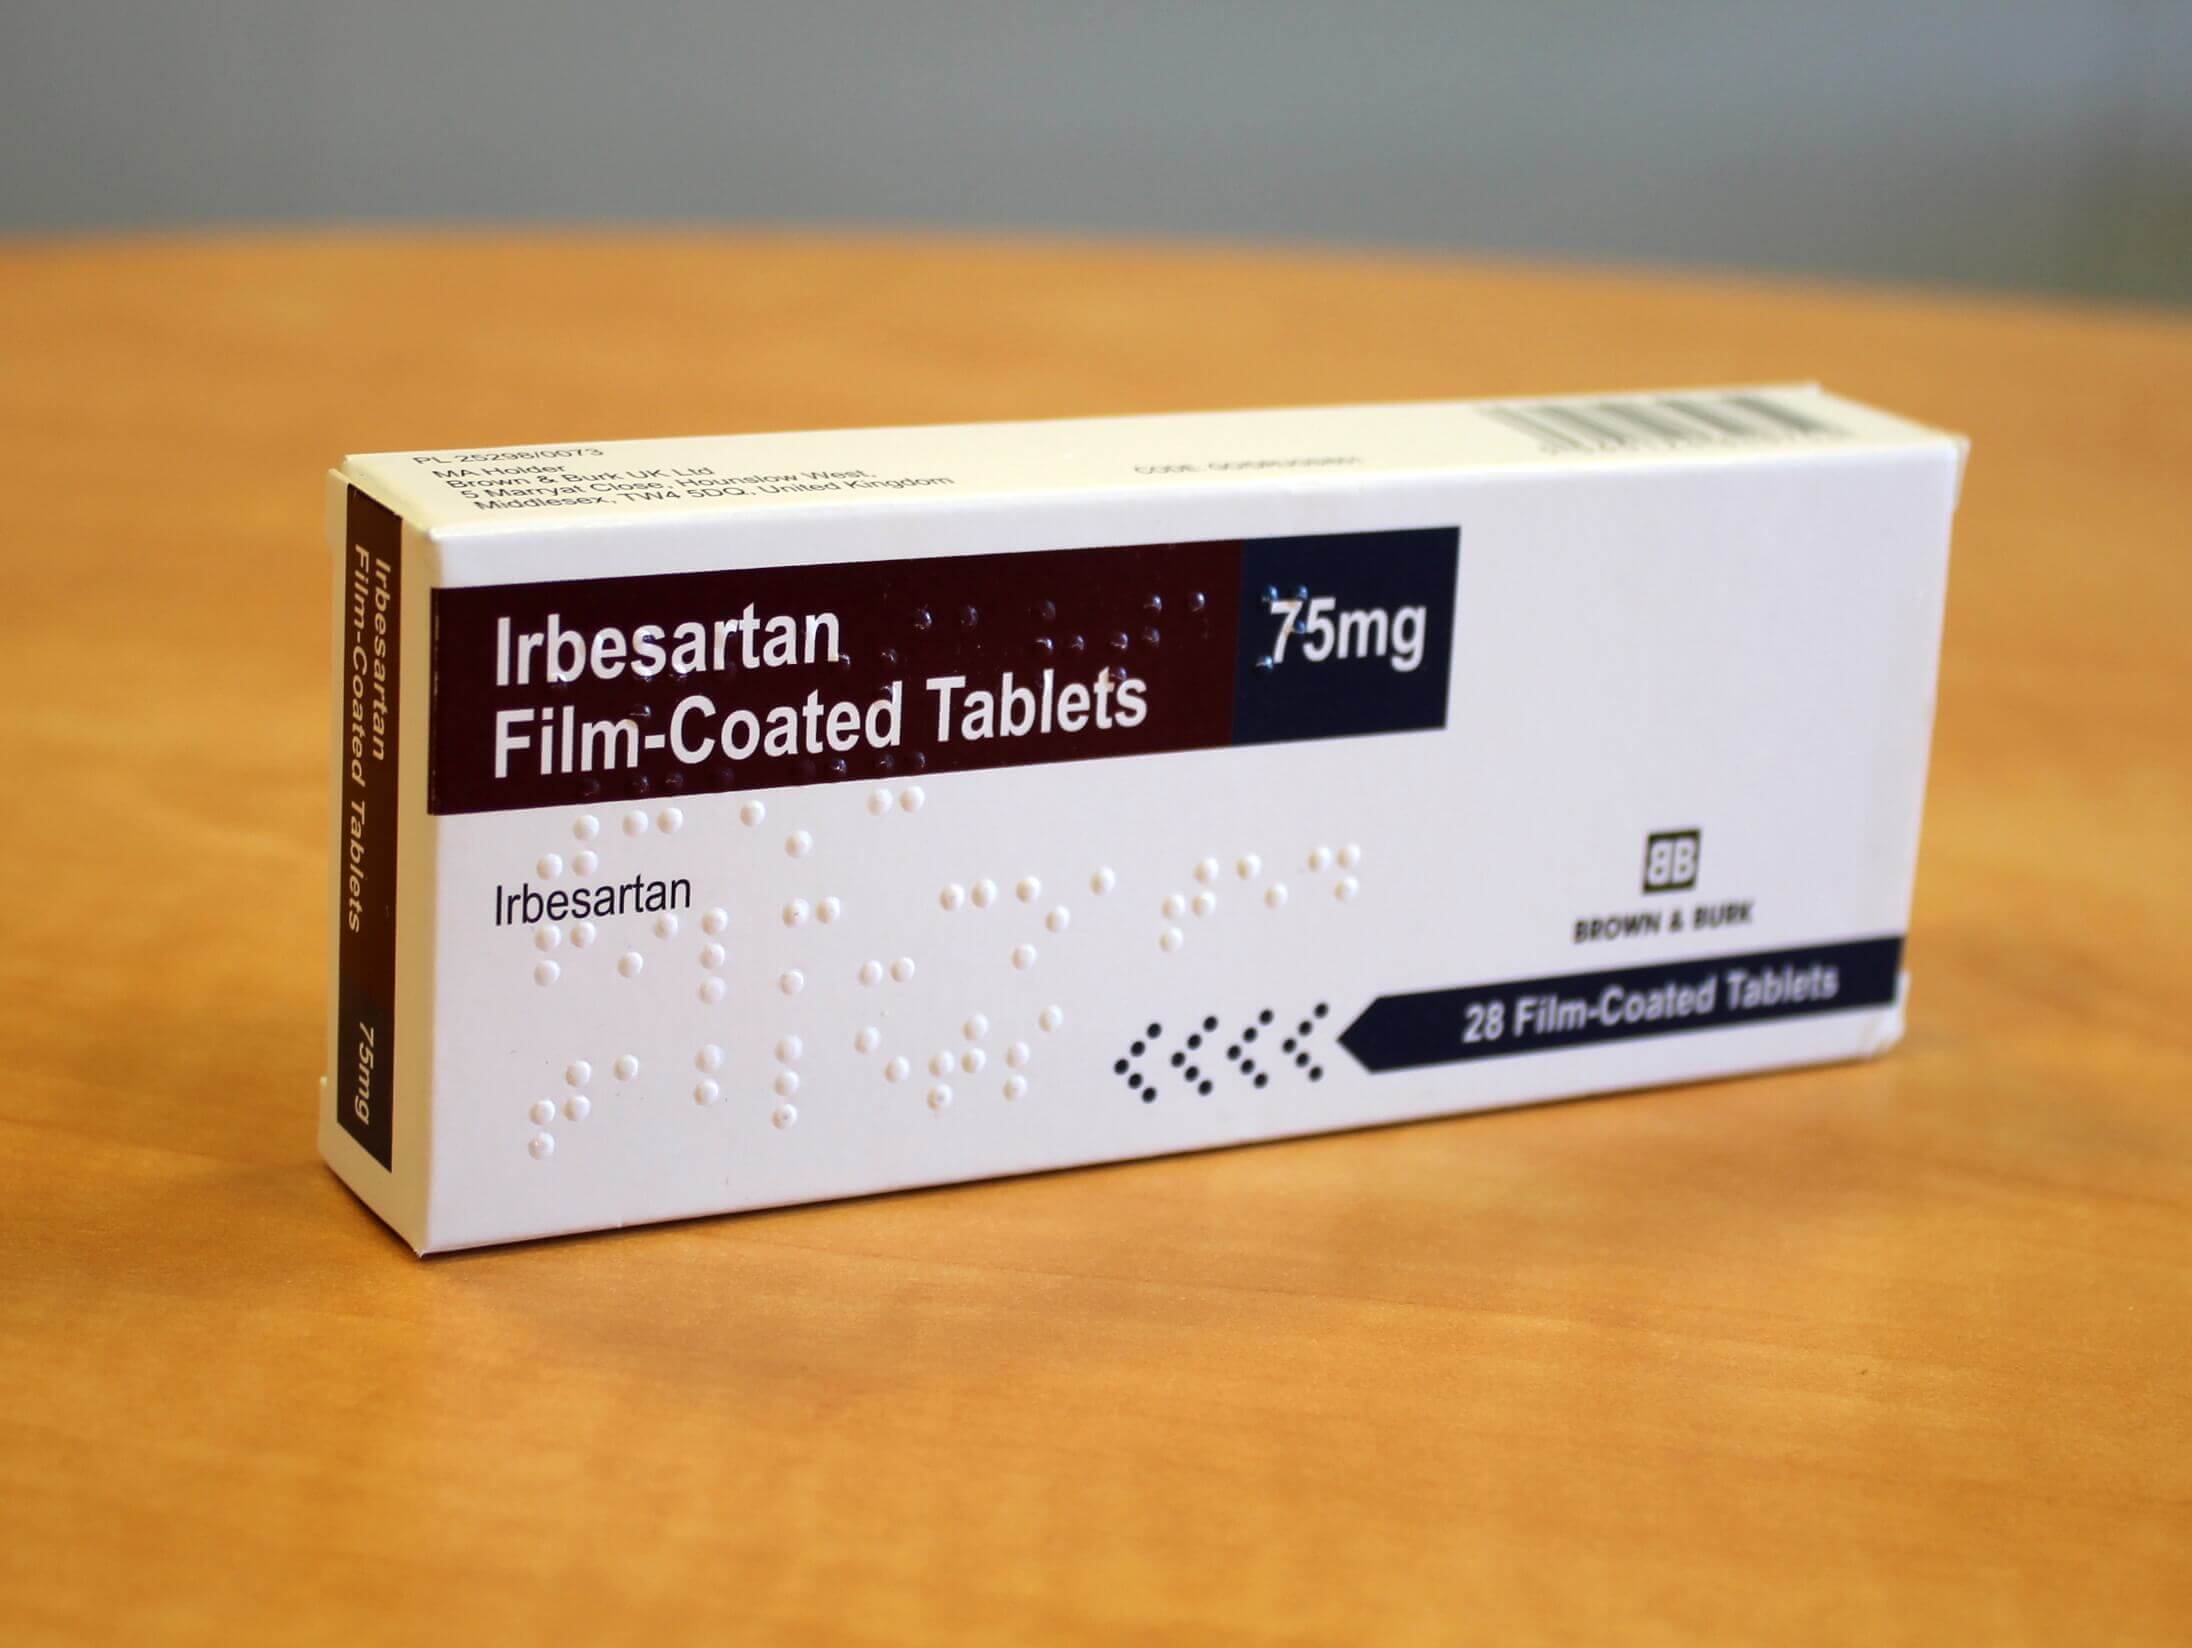 PL 25298/0073
MA Holder
Brown & Burk UK Ltd
5 Marryat Close, Hounslow West,
Middlesex, TW4 5DQ, United Kingdom
CODE:
Irbesartan
Film-Coated Tablets
75mg
Irbesartan
Film-Coated Tablets
75mg
Irbesartan
BB
BROWN & BURK
28 Film-Coated Tablets